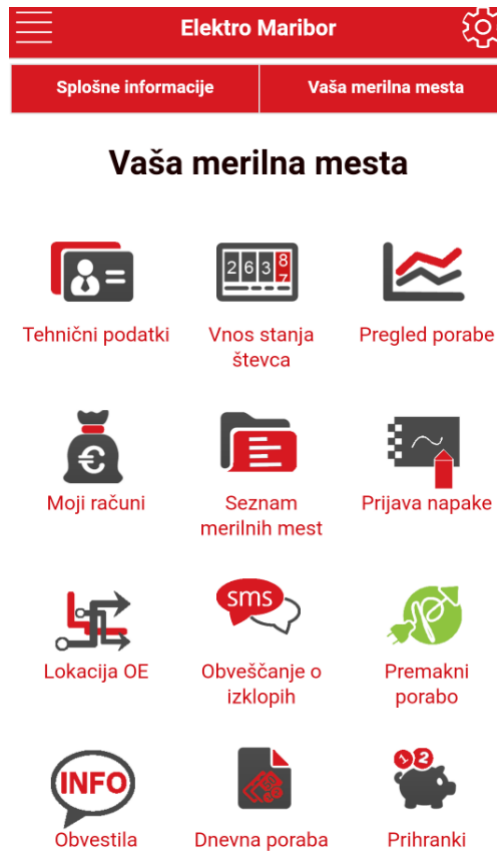 Elektro Maribor
Splošne informacije
Vaša merilna mesta
Vaša merilna mesta
2 6 3 8 7
Tehnični podatki
Vnos stanja
števca
Pregled porabe
€
Moji računi
Seznam
merilnih mest
Prijava napake
sms
Lokacija OE
Obveščanje o
izklopih
Premakni
porabo
INFO
1 2
Obvestila
Dnevna poraba
Prihranki